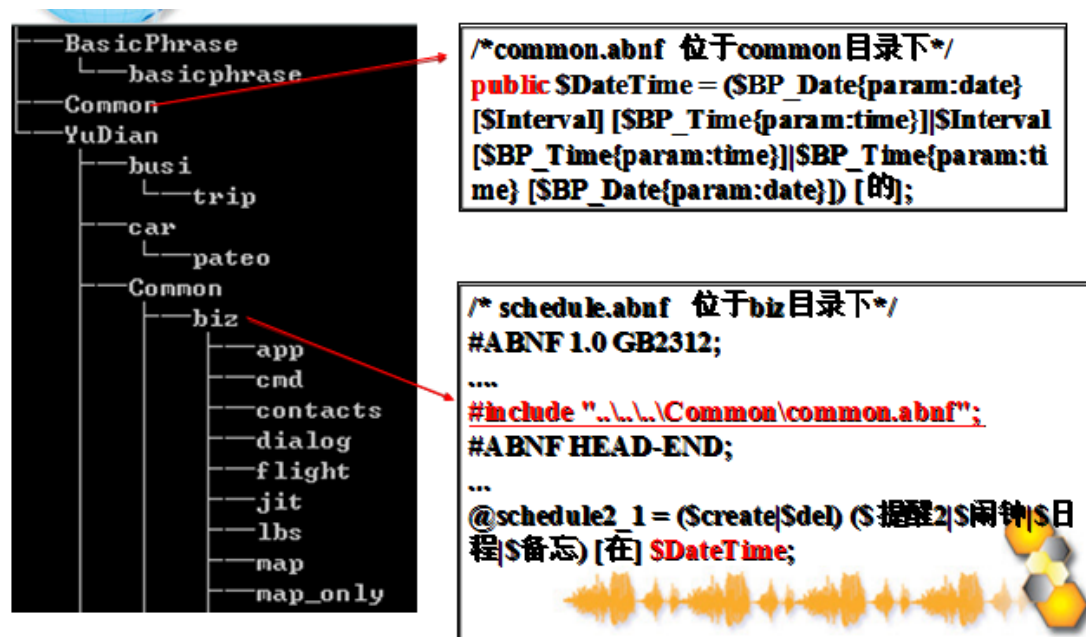 BasicPhrase
basicphrase
Common
YuDian
busi
trip
car
pateo
Common
biz
app
cmd
contacts
dialog
flight
jit
lbs
map
map_only
/*common.abnf 位于common目录下*/
public $DateTime = ($BP_Date{param:date}
[$Interval] [$BP_Time{param:time}]|$Interval
[$BP_Time{param:time}]|$BP_Time{param:ti
me} [$BP_Date{param:date}]) [的];
/* schedule.abnf 位于biz目录下*/
#ABNF 1.0 GB2312;
....
#include "..\..\..\Common\common.abnf";
#ABNF HEAD-END;
...
@schedule2_1 = ($create|$del) ($提醒2|$闹钟|$日
程|$备忘) [在] $DateTime;